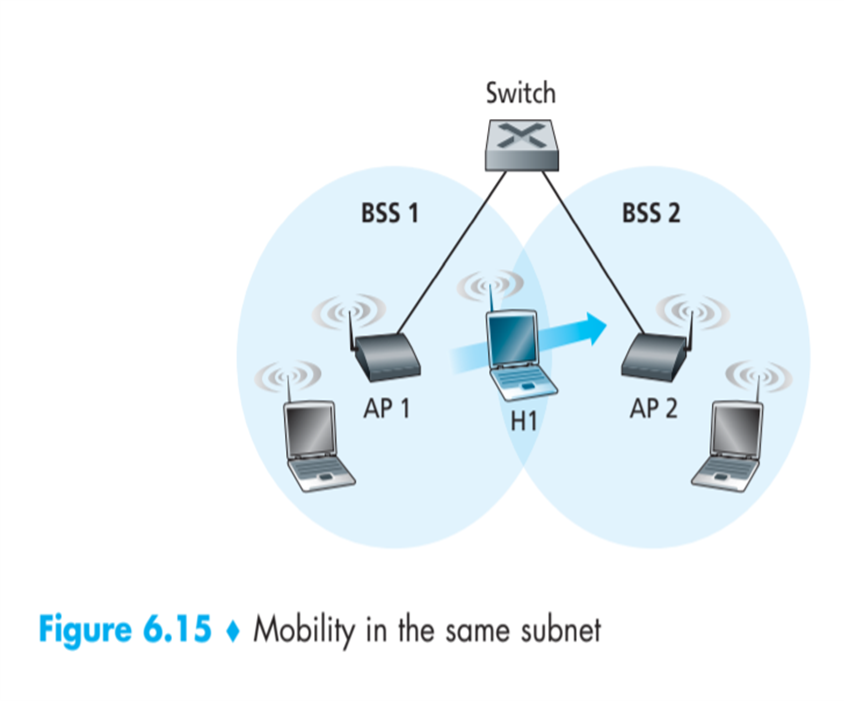 Switch
BSS 1
BSS 2
AP 1
H1
AP 2
Figure 6.15 ♦ Mobility in the same subnet